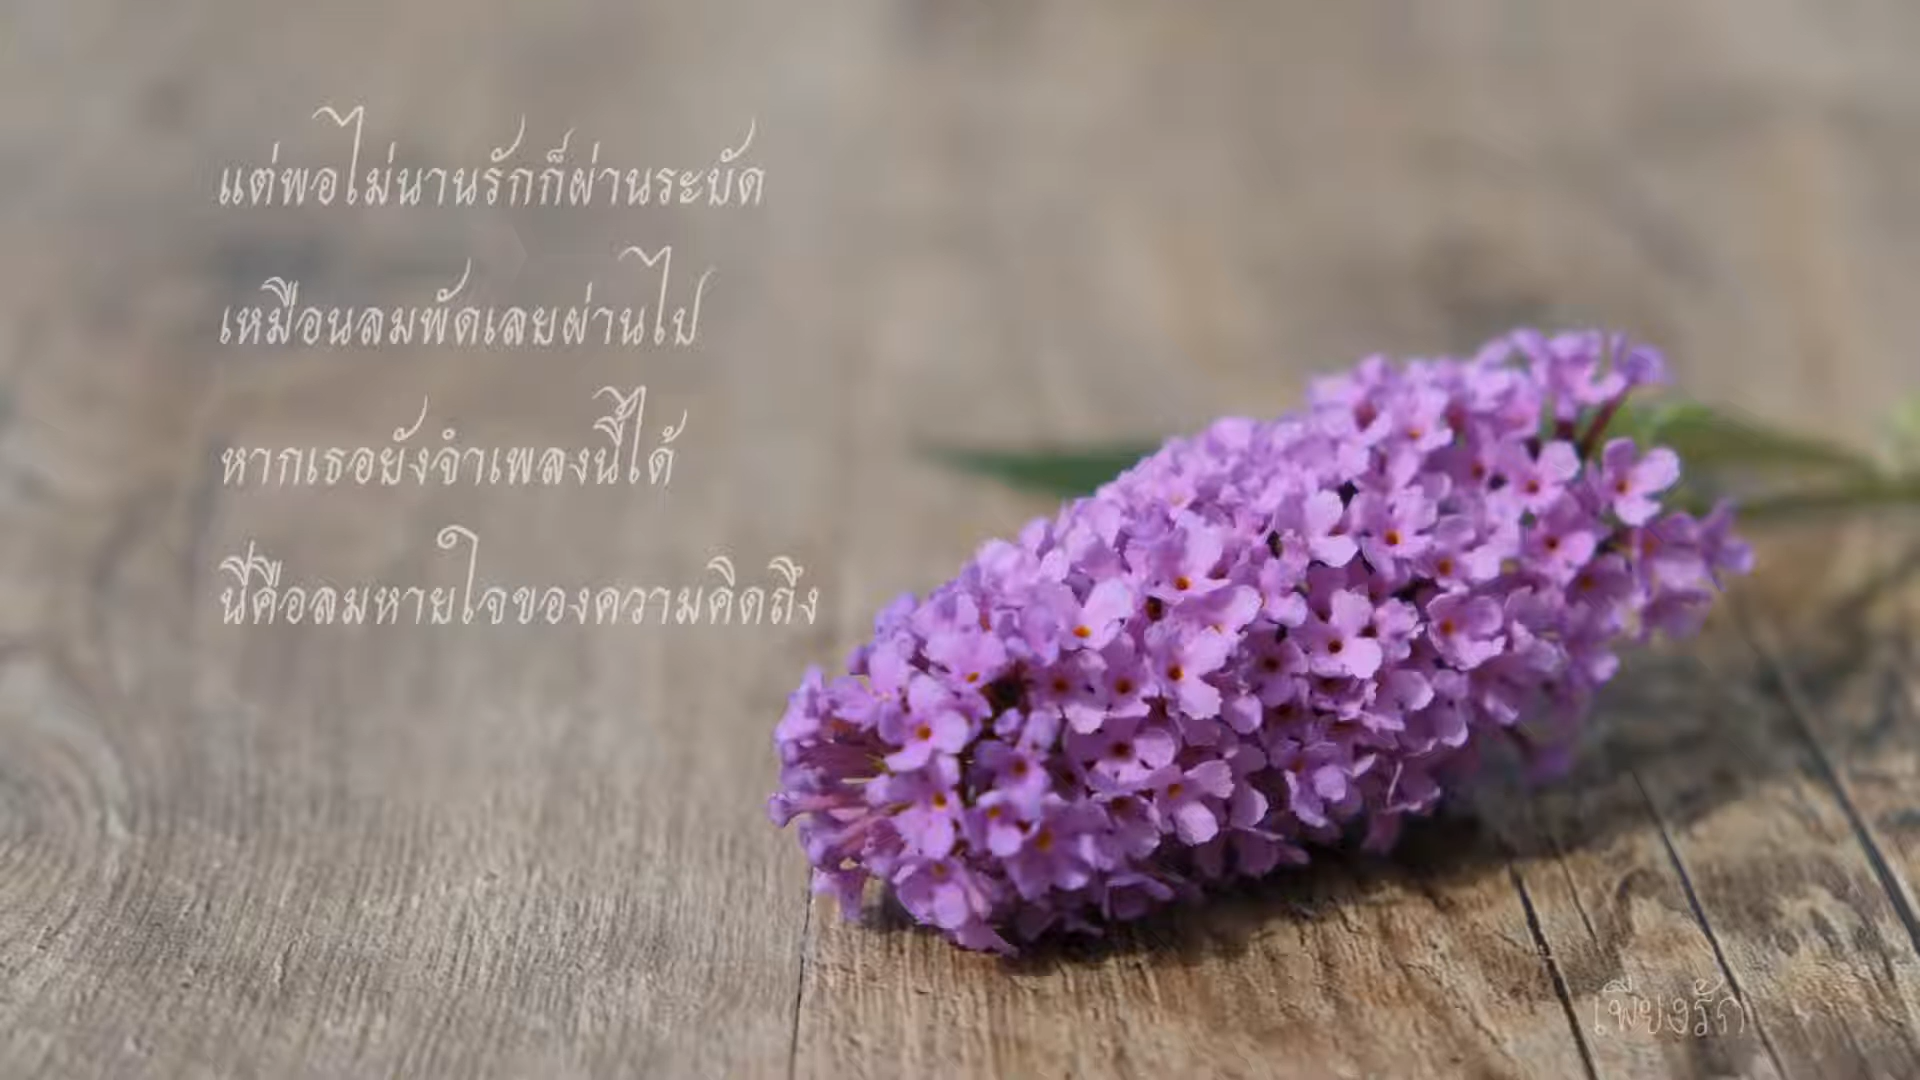 แต่พอไม่นานรักก็ผ่านระบัด
เหมือนลมพัดเลยผ่านไป
หากเธอยังจำเพลงนี้ได้
นี่คือลมหายใจของความคิดถึง
เพียงรัก